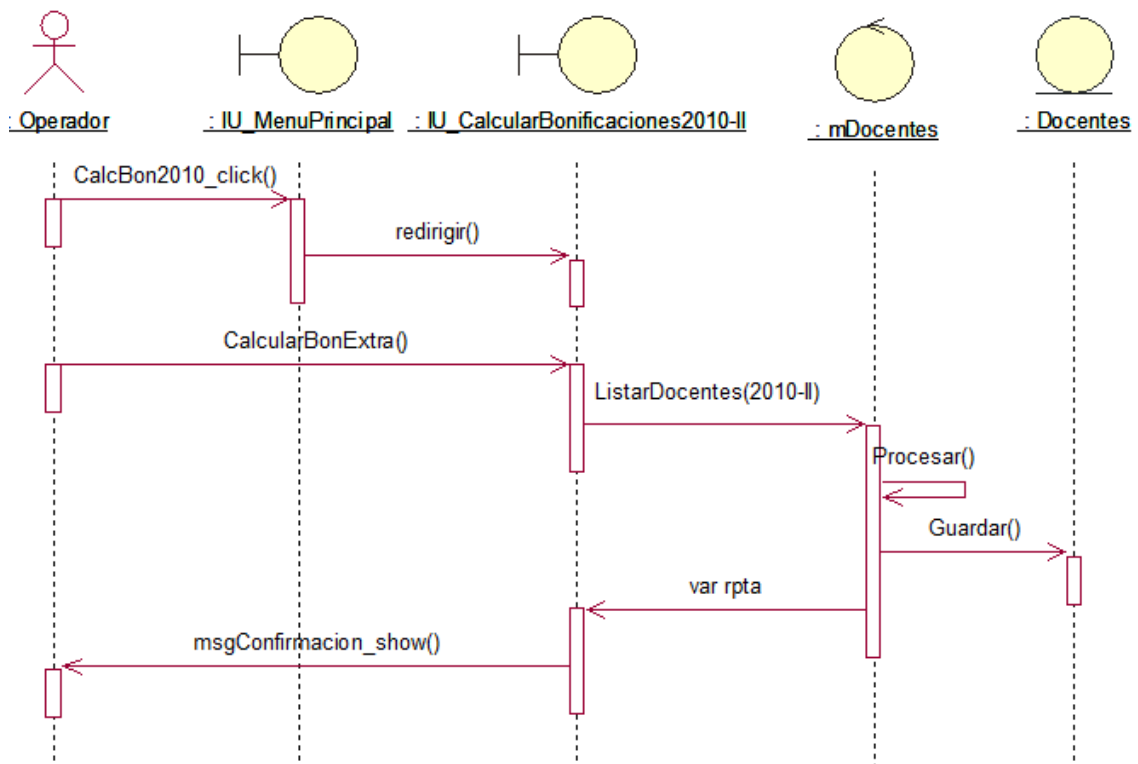 : Operador
: IU_MenuPrincipal
: IU_CalcularBonificaciones2010-II
: mDocentes
: Docentes
CalcBon2010_click()
redirigir()
CalcularBonExtra()
ListarDocentes(2010-II)
Procesar()
Guardar()
var rpta
msgConfirmacion_show()